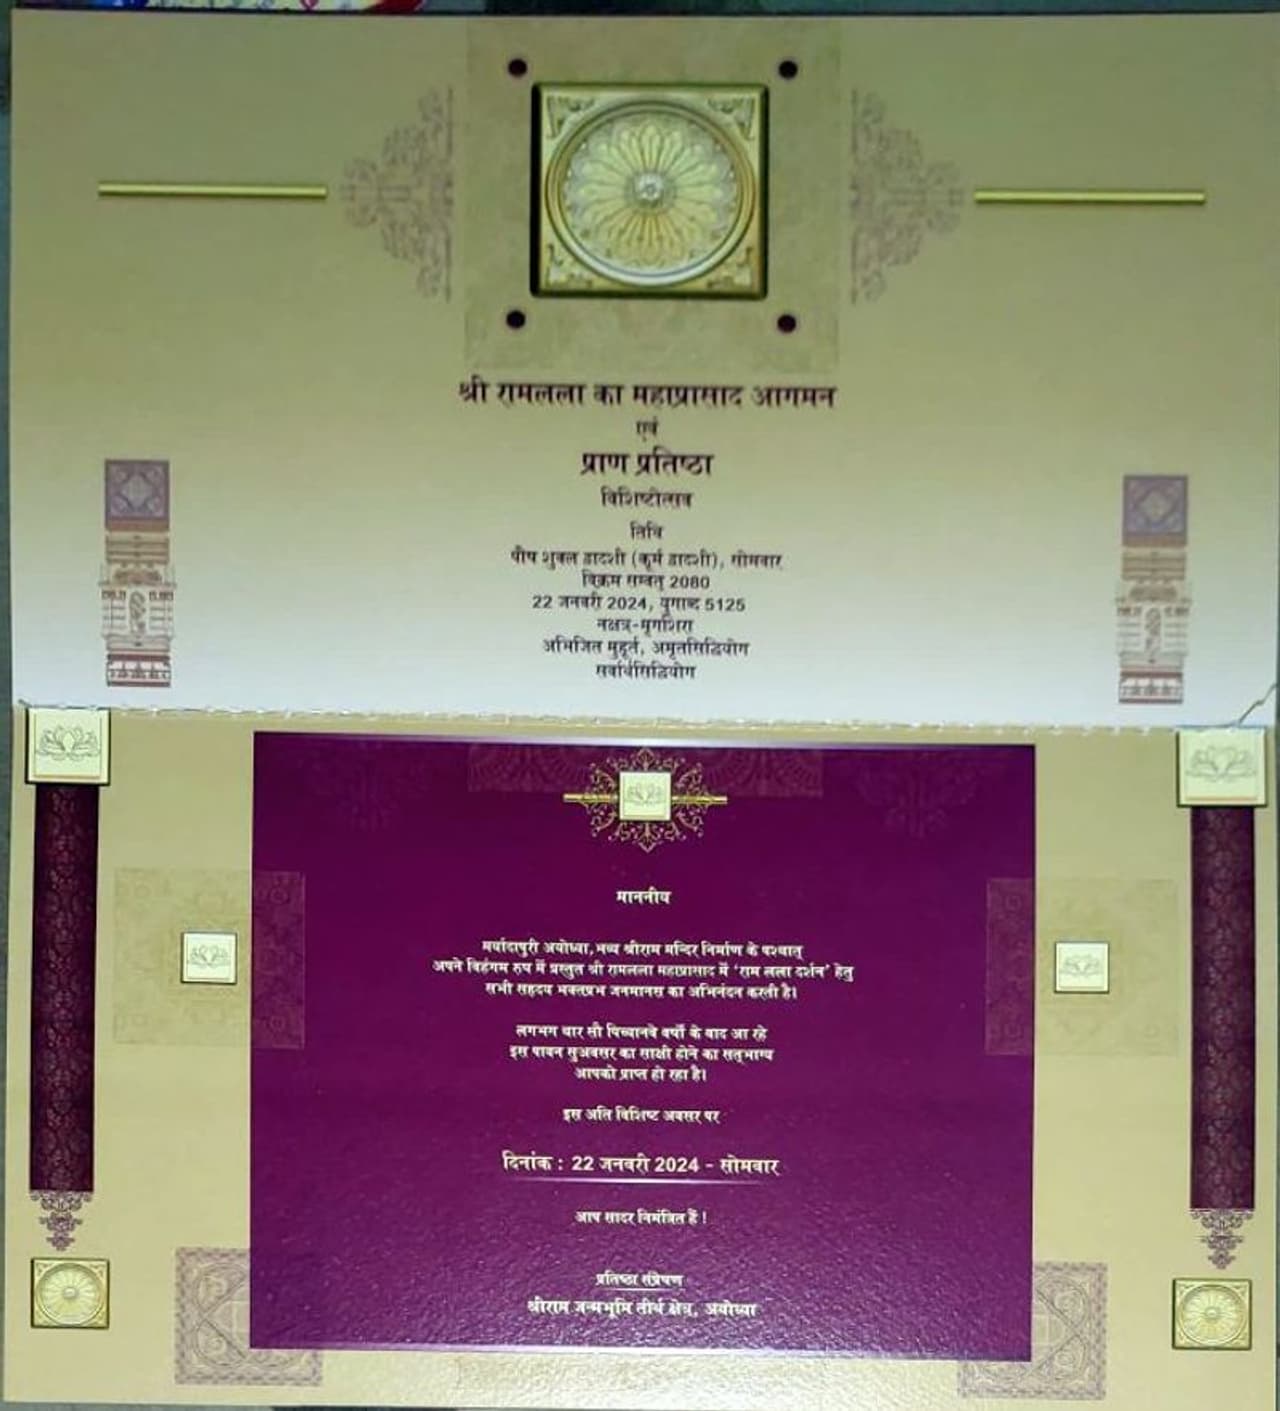 श्री रामलला का महाप्रासाद आगमन
एवं
प्राण प्रतिष्ठा
विशिष्टोत्सव
तिथि
पौष शुक्ल द्वादशी (कूर्म द्वादशी), सोमवार
विक्रम सम्वत् 2080
22 जनवरी 2024, युगाब्द 5125
नक्षत्र-मृगशिरा
अभिजित मुहूर्त, अमृतसिद्धियोग
सर्वार्थसिद्धियोग
माननीय
मर्यादापुरी अयोध्या, भव्य श्रीराम मन्दिर निर्माण के पश्चात्
अपने विहंगम रुप में प्रस्तुत श्री रामलला महाप्रासाद में 'राम लला दर्शन' हेतु
सभी सहृदय भक्तप्रभ जनमानस का अभिनंदन करती है।
लगभग चार सौ पिच्यानवे वर्षों के बाद आ रहे
इस पावन सुअवसर का साक्षी होने का सत्भाग्य
आपको प्राप्त हो रहा है।
इस अति विशिष्ट अवसर पर
दिनांक : 22 जनवरी 2024 - सोमवार
आप सादर निमंत्रित हैं !
प्रतिष्ठा संप्रेषण
श्रीराम जन्मभूमि तीर्थ क्षेत्र, अयोध्या